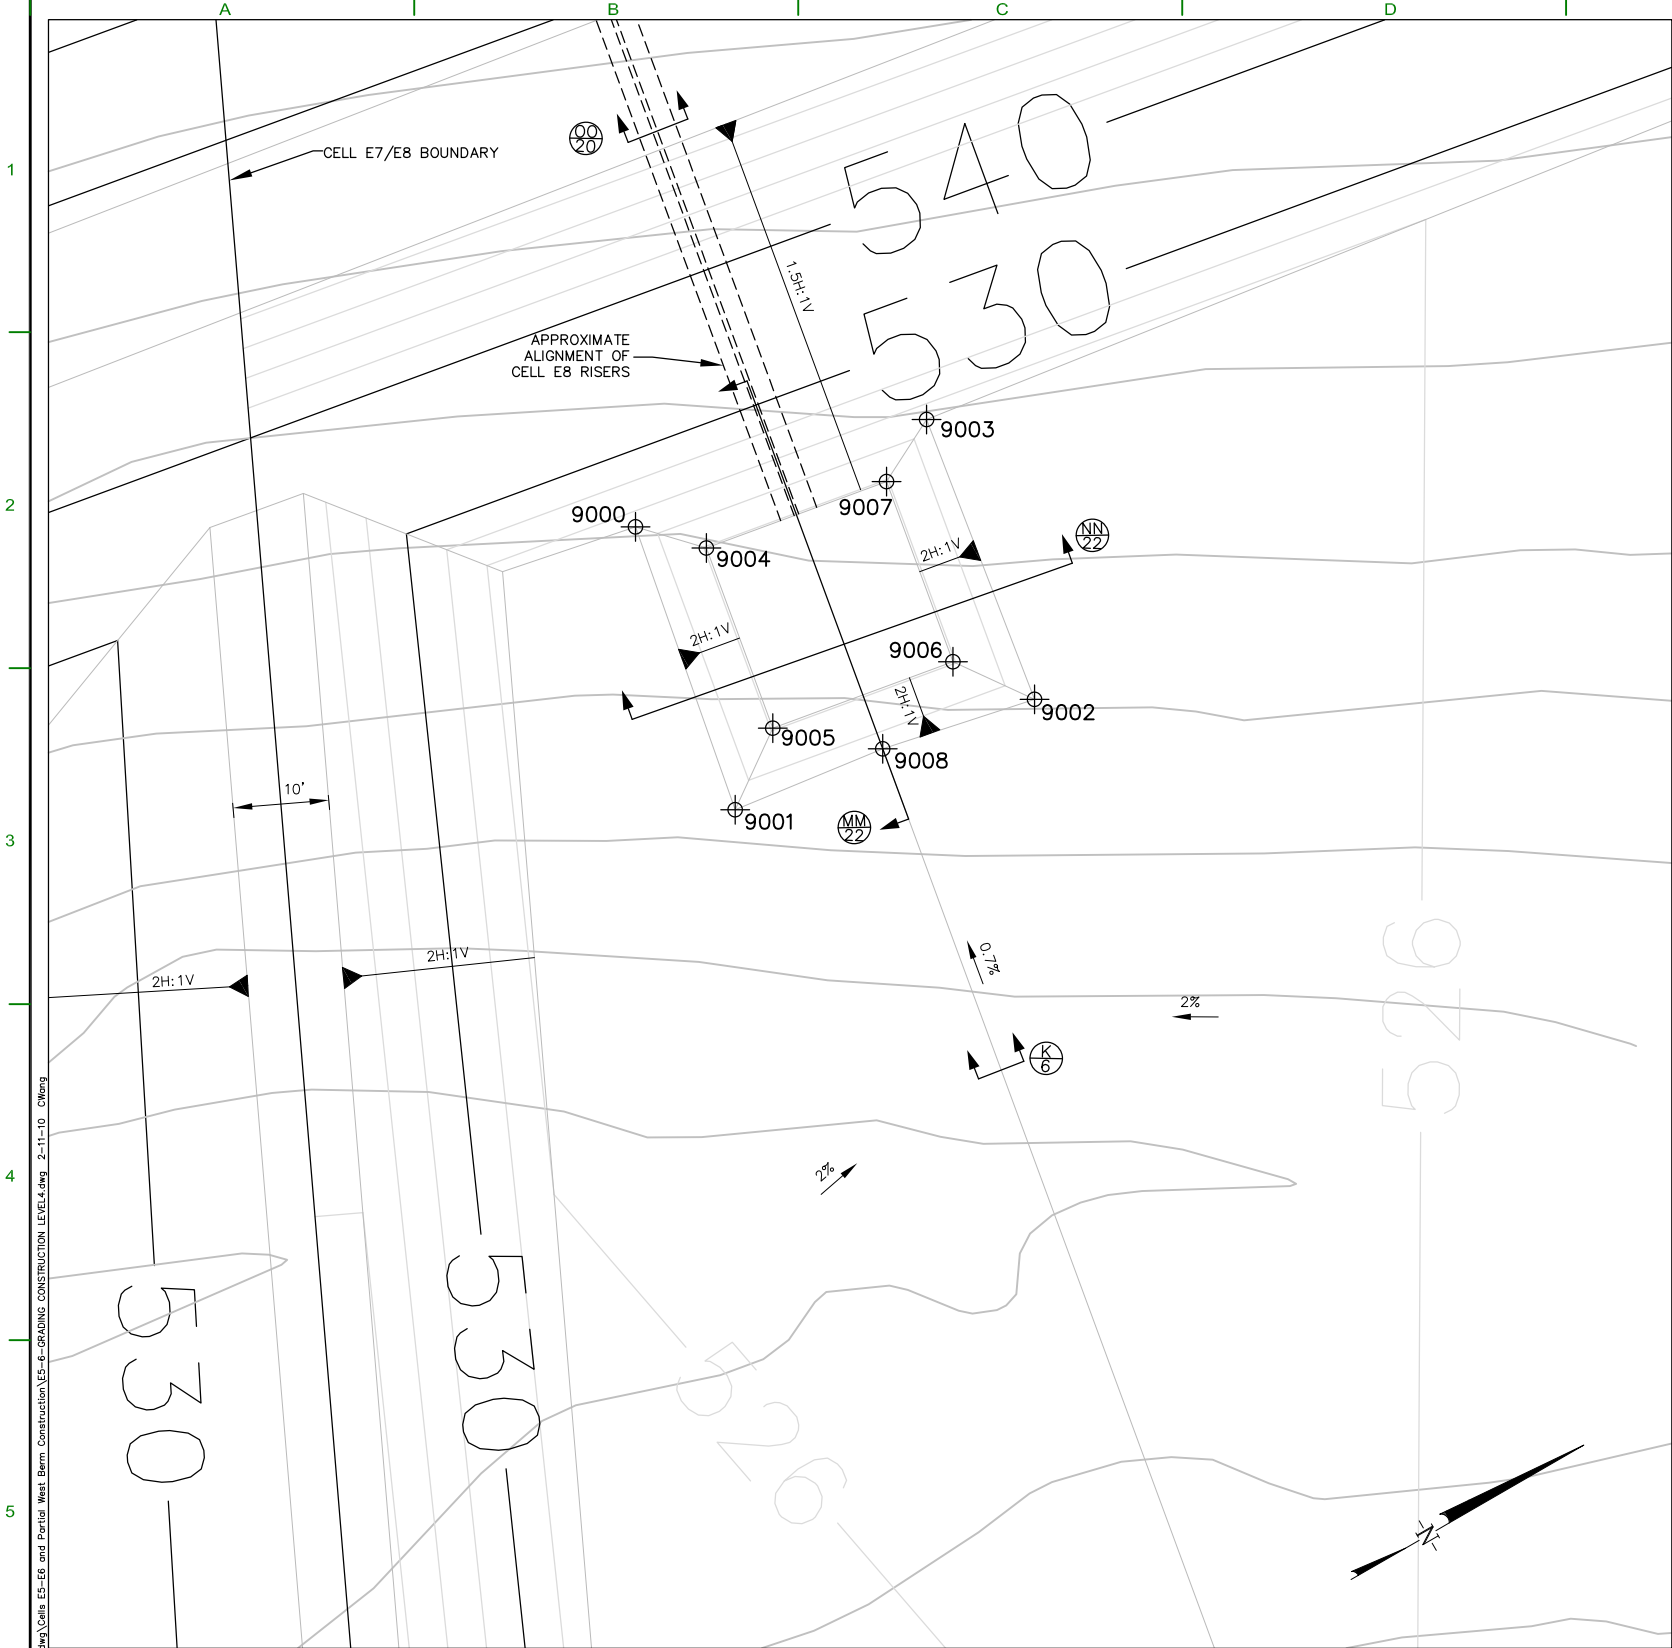 A
B
C
D
1
2
3
4
5
CELL E7/E8 BOUNDARY
OO
20
540
530
1.5H:1V
APPROXIMATE
ALIGNMENT OF
CELL E8 RISERS
9003
9007
9000
9004
2H:1V
NN
22
2H:1V
9006
2H:1V
9002
9005
9008
9001
MM
22
10'
2H:1V
2H:1V
0.7%
2%
K
6
526
2%
530
530
526
N
dwg\Cells E5-E6 and Partial West Berm Construction\E5-6-GRADING CONSTRUCTION LEVEL4.dwg 2-11-10 CWang